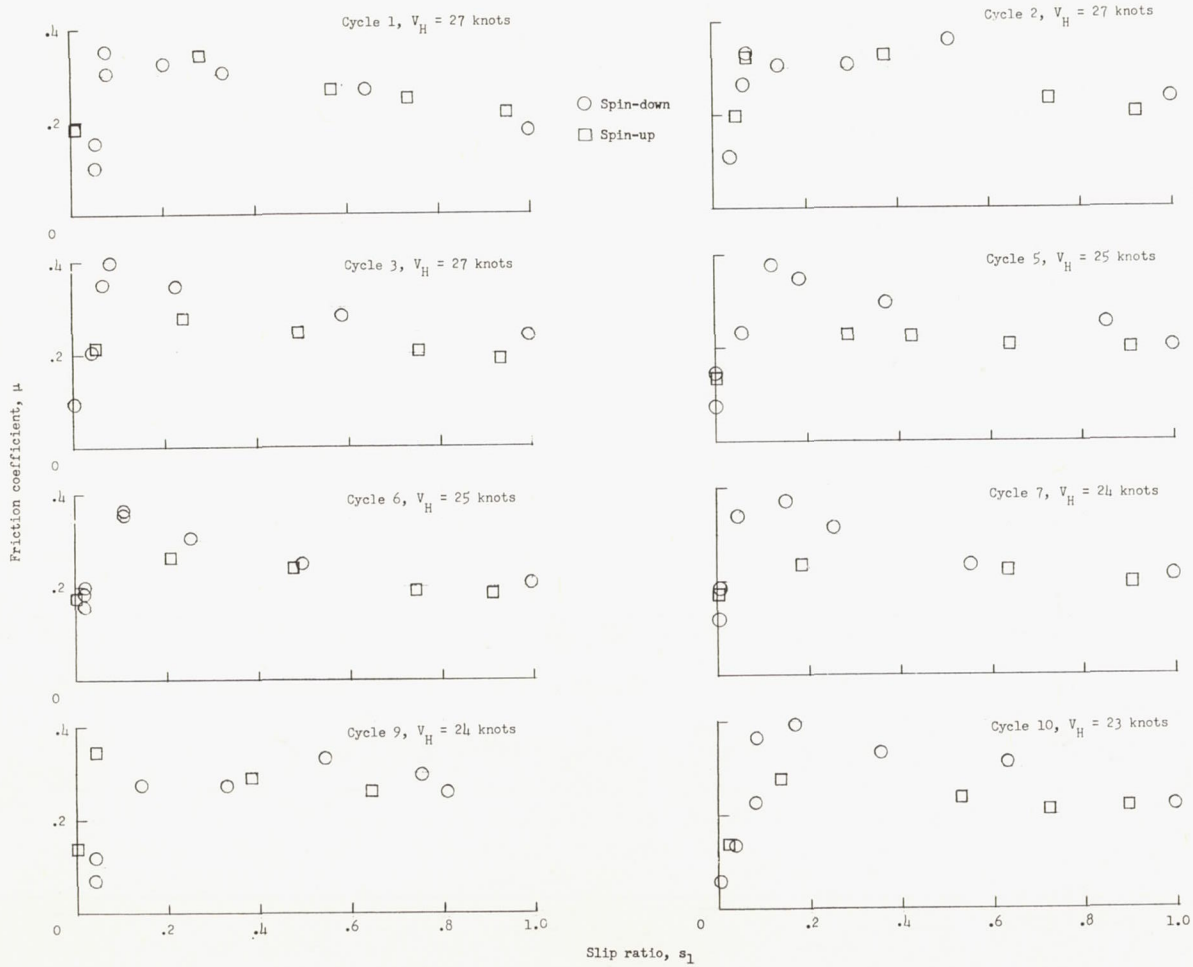 Cycle 1, V_H = 27 knots
Cycle 2, V_H = 27 knots
.4
.2
0
○ Spin-down
□ Spin-up
Cycle 3, V_H = 27 knots
Cycle 5, V_H = 25 knots
.4
.2
0
Friction coefficient, μ
Cycle 6, V_H = 25 knots
Cycle 7, V_H = 24 knots
.4
.2
0
Cycle 9, V_H = 24 knots
Cycle 10, V_H = 23 knots
.4
.2
0 .2 .4 .6 .8 1.0
0 .2 .4 .6 .8 1.0
Slip ratio, s₁